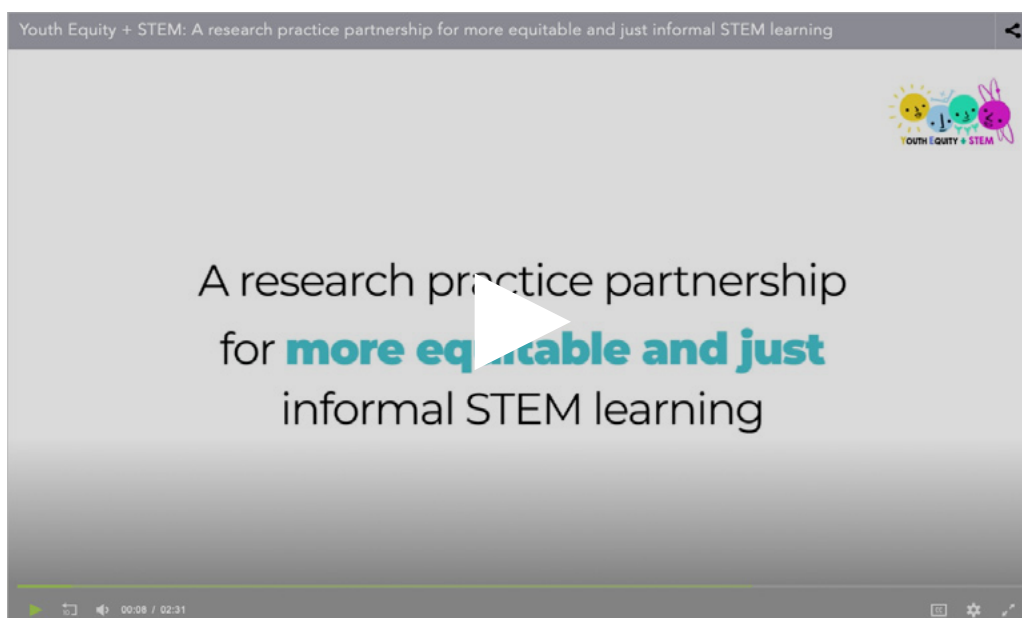 Youth Equity + STEM: A research practice partnership for more equitable and just informal STEM learning
YOUTH EQUITY + STEM
A research practice partnership
for more equitable and just
informal STEM learning
00:08 / 02:31